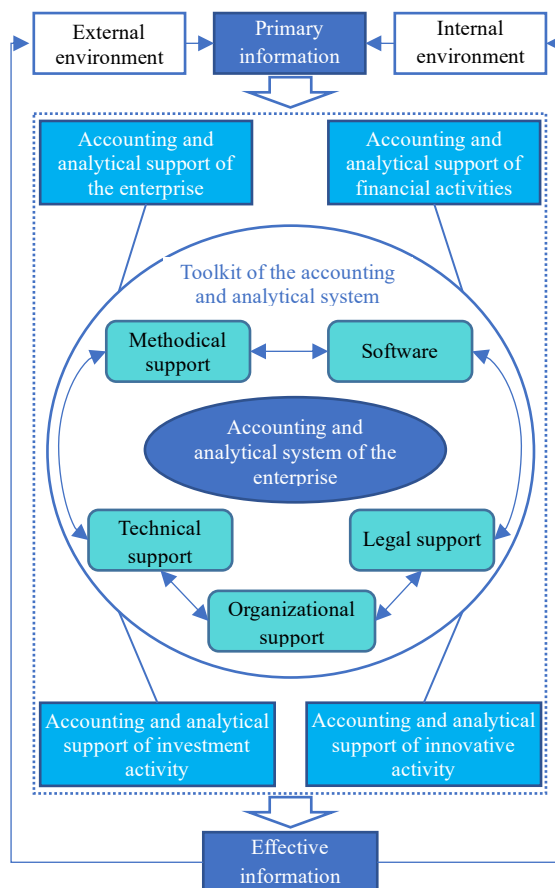 External
environment
Primary
information
Internal
environment
Accounting and
analytical support of
the enterprise
Accounting and
analytical support of
financial activities
Toolkit of the accounting
and analytical system
Methodical
support
Software
Accounting and
analytical system of the
enterprise
Technical
support
Legal support
Organizational
support
Accounting and analytical
support of investment
activity
Accounting and analytical
support of innovative
activity
Effective
information